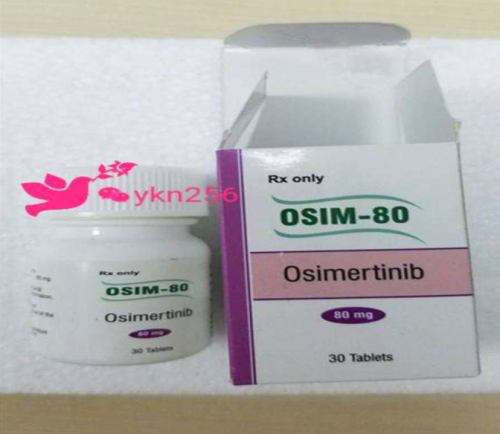 ykn256
Rx only
OSIM-80
Osimertinib
80 mg
30 Tablets
Rx only
OSIM-80
Osimertinib
80 mg
30 Tablets